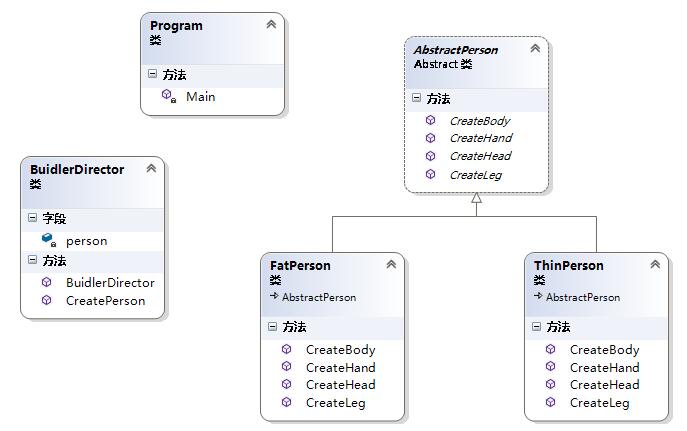 Program
类
方法
Main
AbstractPerson
Abstract 类
方法
CreateBody
CreateHand
CreateHead
CreateLeg
BuidlerDirector
类
字段
person
方法
BuidlerDirector
CreatePerson
FatPerson
类
AbstractPerson
方法
CreateBody
CreateHand
CreateHead
CreateLeg
ThinPerson
类
AbstractPerson
方法
CreateBody
CreateHand
CreateHead
CreateLeg